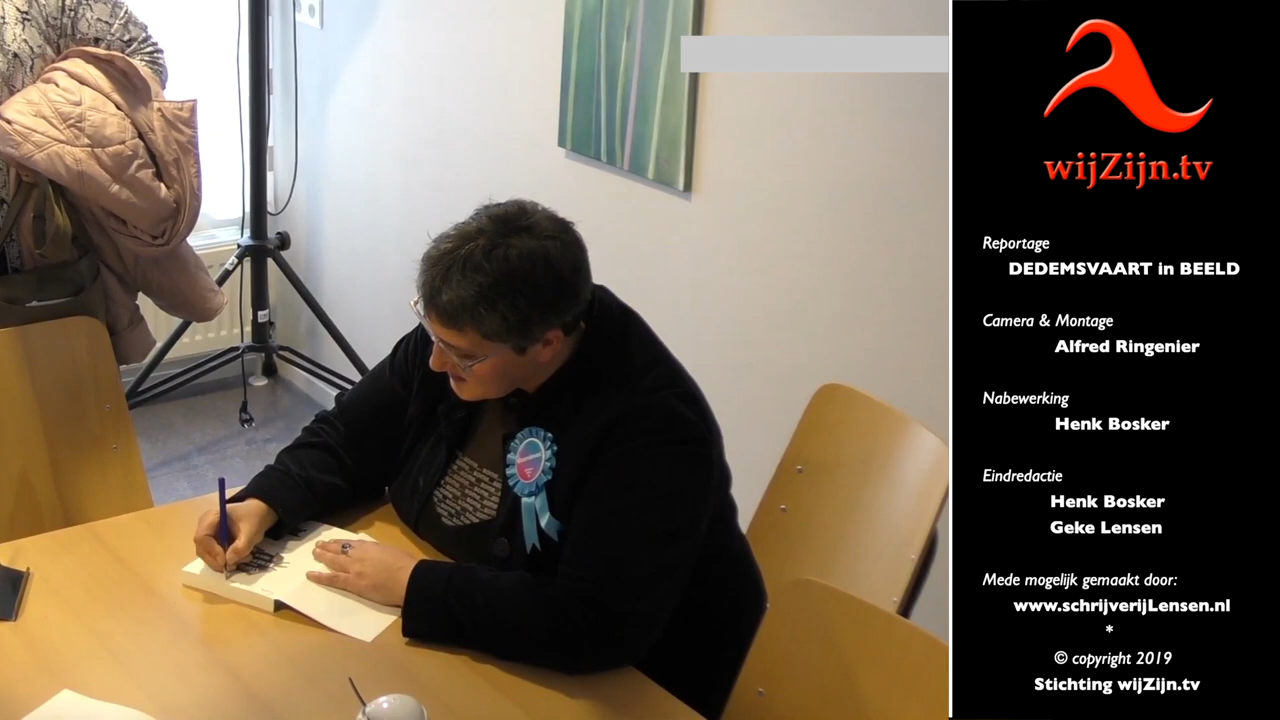 wijZijn.tv
Reportage
DEDEMSVAART in BEELD
Camera & Montage
Alfred Ringenier
Nabewerking
Henk Bosker
Eindredactie
Henk Bosker
Geke Lensen
Mede mogelijk gemaakt door:
www.schrijverijLensen.nl
*
© copyright 2019
Stichting wijZijn.tv